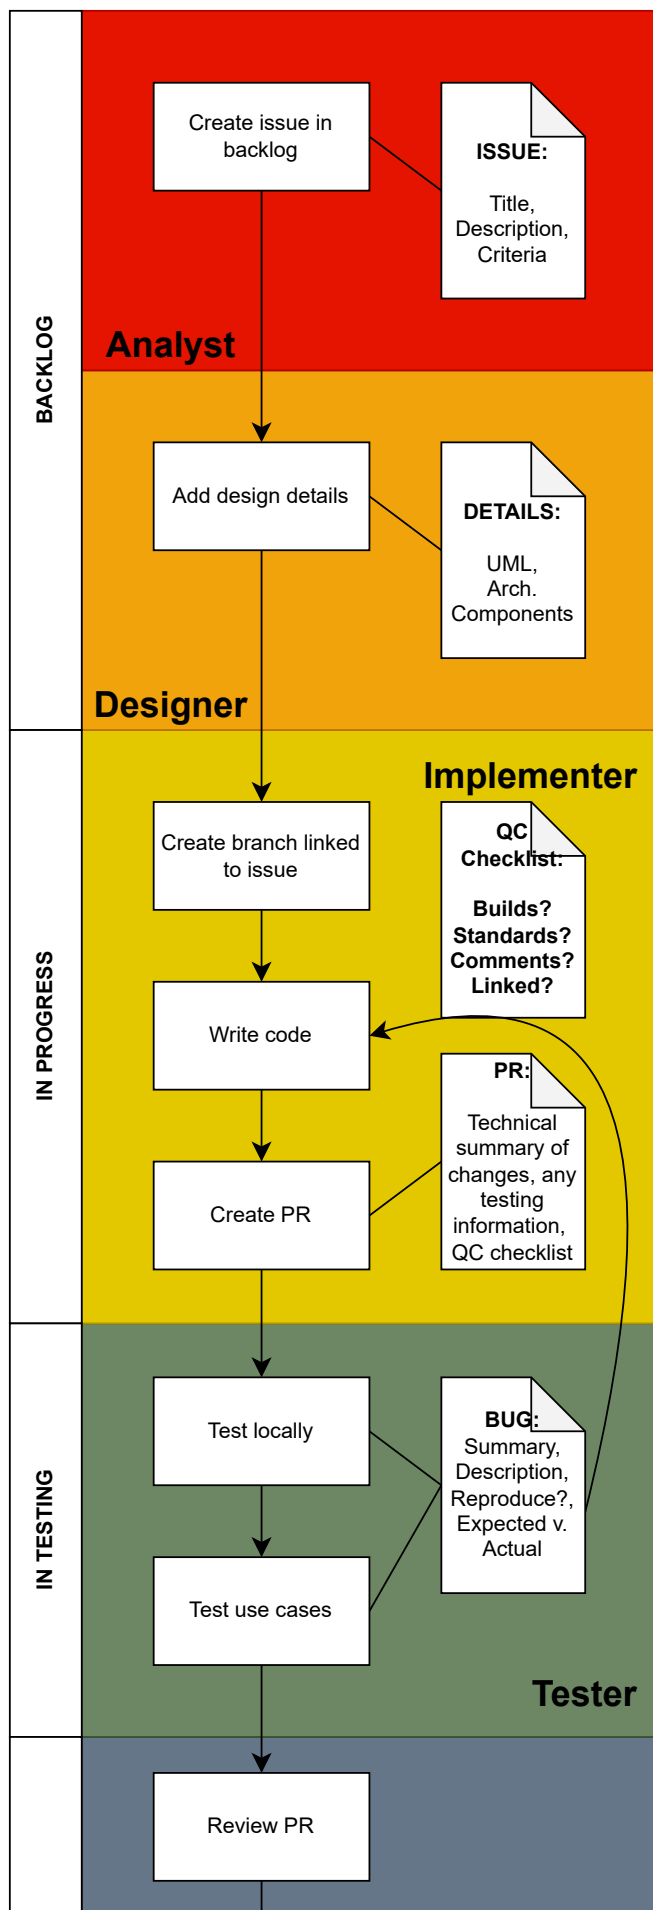 BACKLOG
Create issue in
backlog
ISSUE:
Title,
Description,
Criteria
Analyst
Add design details
DETAILS:
UML,
Arch.
Components
Designer
IN PROGRESS
Implementer
Create branch linked
to issue
QC
Checklist:
Builds?
Standards?
Comments?
Linked?
Write code
PR:
Technical
summary of
changes, any
testing
information,
QC checklist
Create PR
IN TESTING
Test locally
BUG:
Summary,
Description,
Reproduce?,
Expected v.
Actual
Test use cases
Tester
Review PR